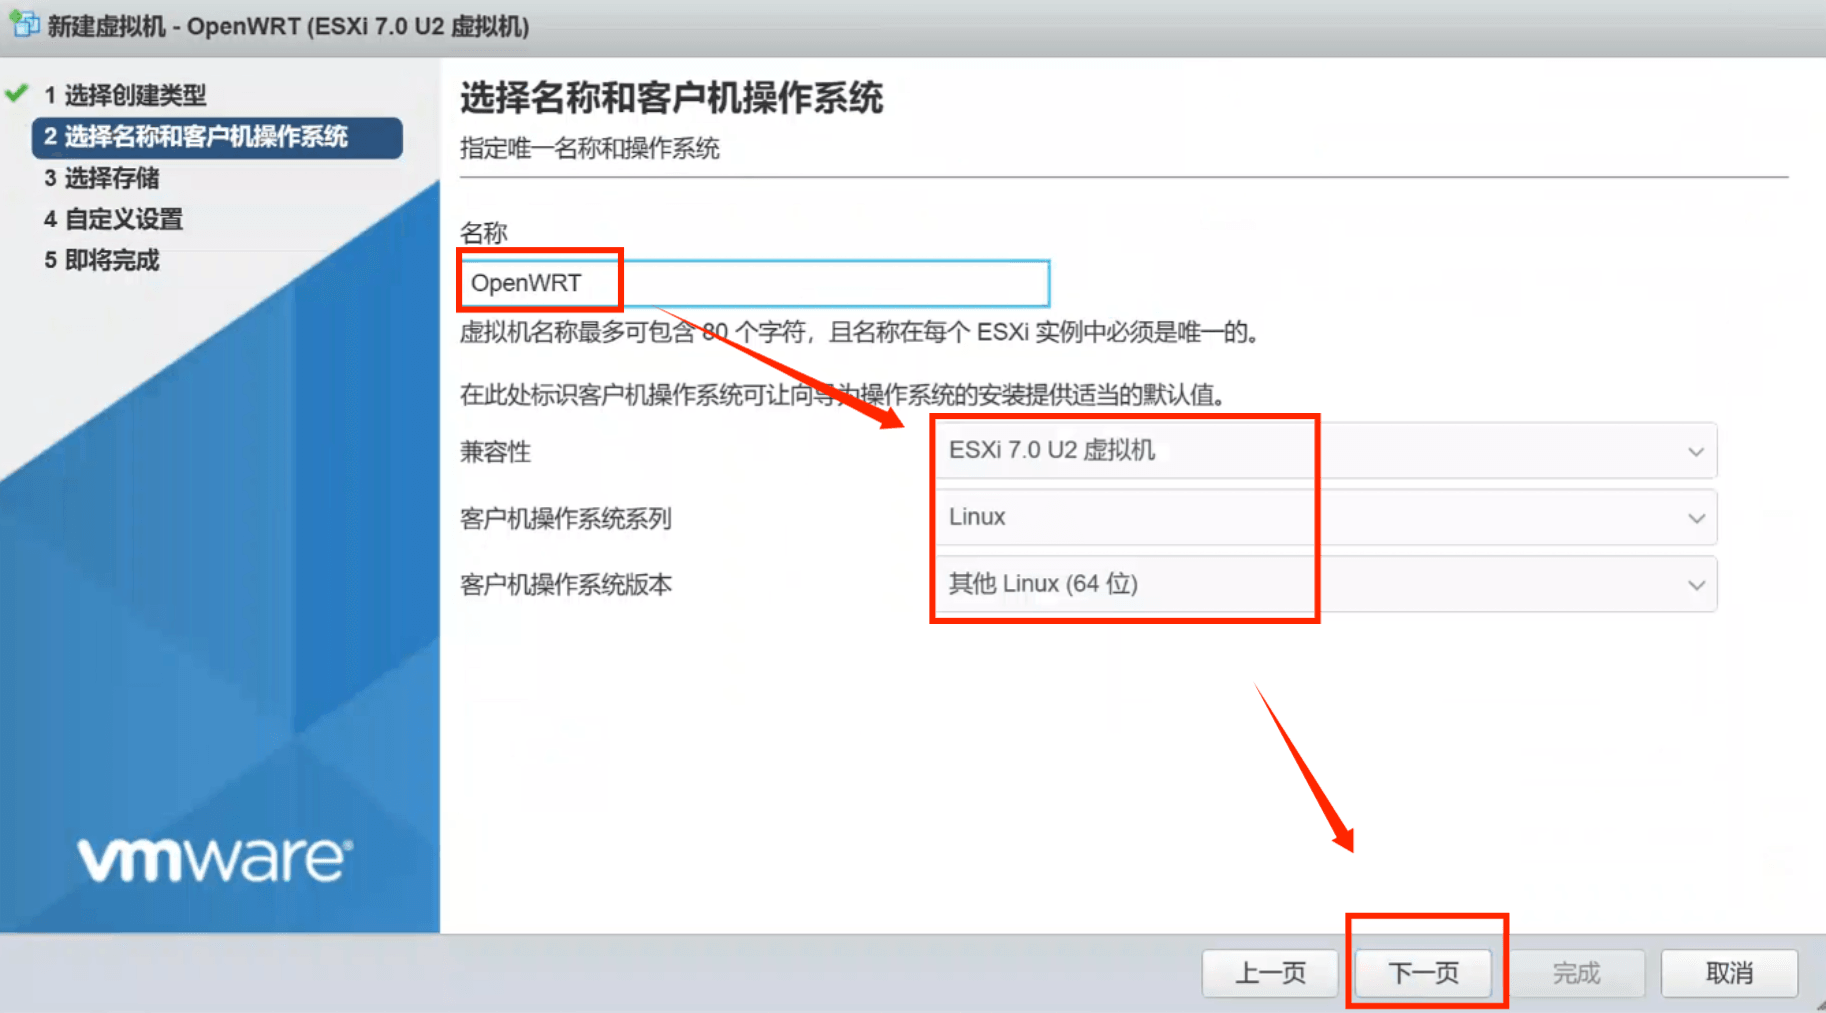 新建虚拟机 - OpenWRT (ESXi 7.0 U2 虚拟机)
1 选择创建类型
2 选择名称和客户机操作系统
3 选择存储
4 自定义设置
5 即将完成
vmware®
选择名称和客户机操作系统
指定唯一名称和操作系统
名称
OpenWRT
虚拟机名称最多可包含 80 个字符，且名称在每个 ESXi 实例中必须是唯一的。
在此处标识客户机操作系统可让向导为操作系统的安装提供适当的默认值。
兼容性 ESXi 7.0 U2 虚拟机
客户机操作系统系列 Linux
客户机操作系统版本 其他 Linux (64 位)
上一页 下一页 完成 取消